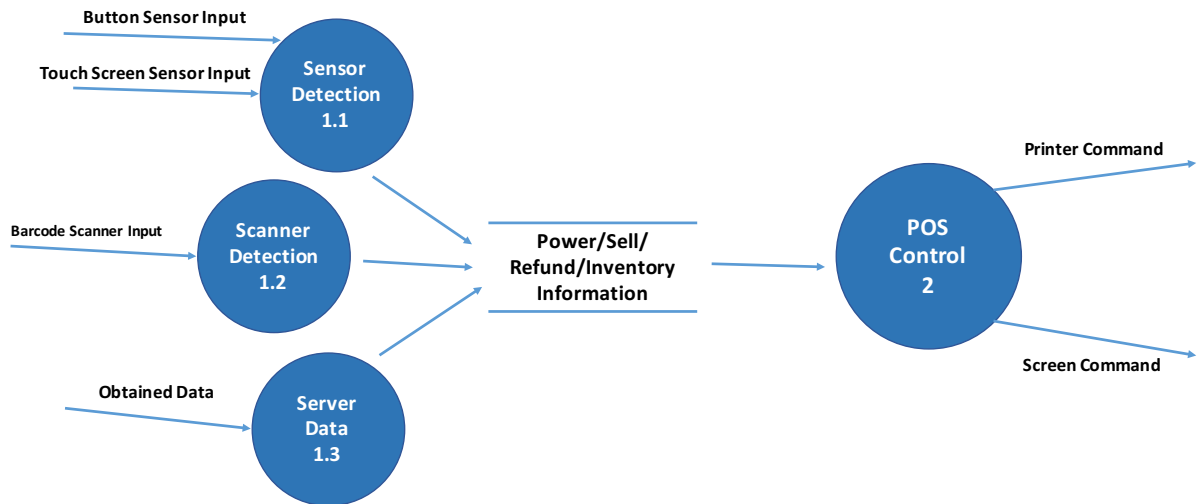 Button Sensor Input
Touch Screen Sensor Input
Sensor
Detection
1.1
Barcode Scanner Input
Scanner
Detection
1.2
Obtained Data
Server
Data
1.3
Power/Sell/
Refund/Inventory
Information
POS
Control
2
Printer Command
Screen Command